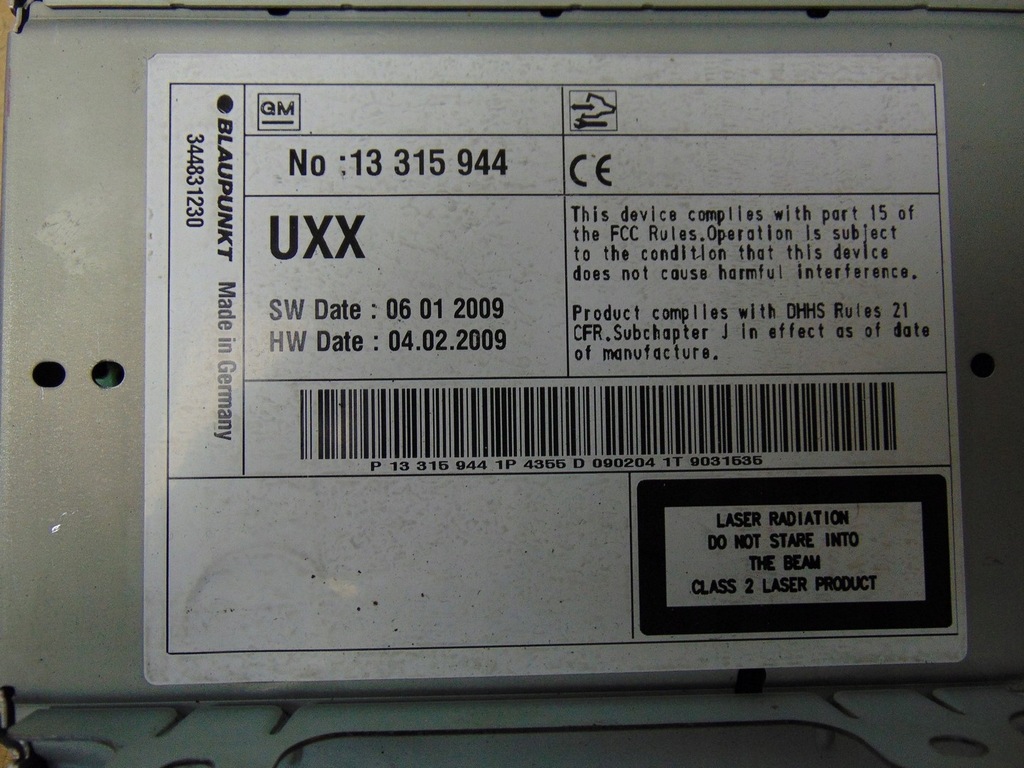 BLAUPUNKT Made in Germany
344831230
GM
No :13 315 944
CE
UXX
SW Date : 06 01 2009
HW Date : 04.02.2009
This device complies with part 15 of
the FCC Rules.Operation is subject
to the condition that this device
does not cause harmful interference.
Product complies with DHHS Rules 21
CFR.Subchapter J in effect as of date
of manufacture.
P 13 315 944 1P 4355 D 090204 1T 9031535
LASER RADIATION
DO NOT STARE INTO
THE BEAM
CLASS 2 LASER PRODUCT